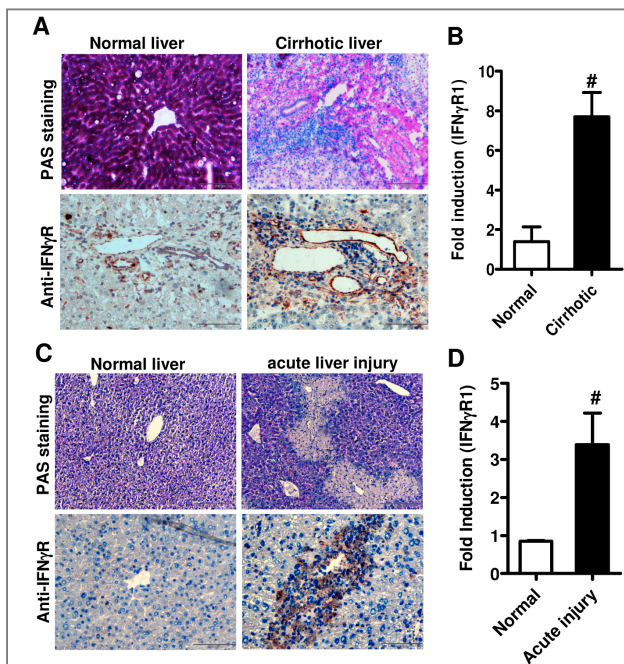 A
Normal liver
Cirrhotic liver
PAS staining
Anti-IFNγR
B
Fold induction (IFNγR1)
10
8
6
4
2
0
#
Normal
Cirrhotic
C
Normal liver
acute liver injury
PAS staining
Anti-IFNγR
D
Fold Induction (IFNγR1)
5
4
3
2
1
0
#
Normal
Acute injury